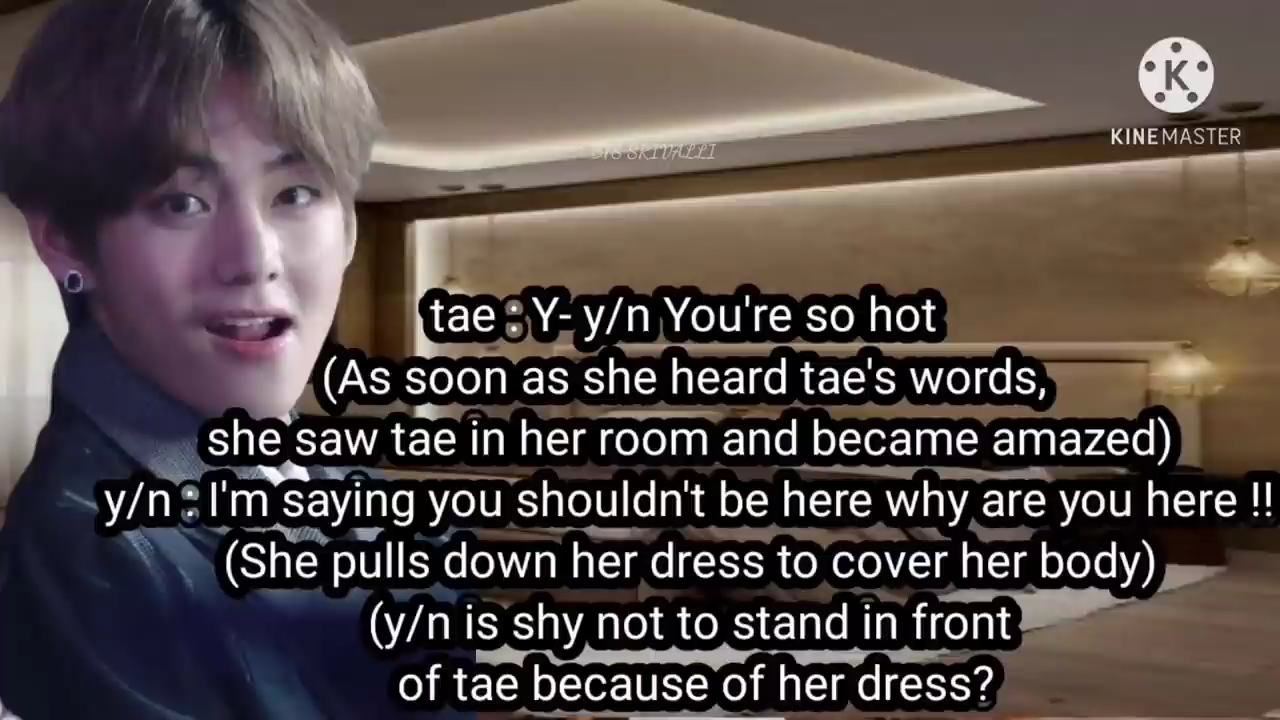 K
KINEMASTER
BTS SRIVALLI
tae : Y- y/n You're so hot
(As soon as she heard tae's words,
she saw tae in her room and became amazed)
y/n : I'm saying you shouldn't be here why are you here !!
(She pulls down her dress to cover her body)
(y/n is shy not to stand in front
of tae because of her dress?